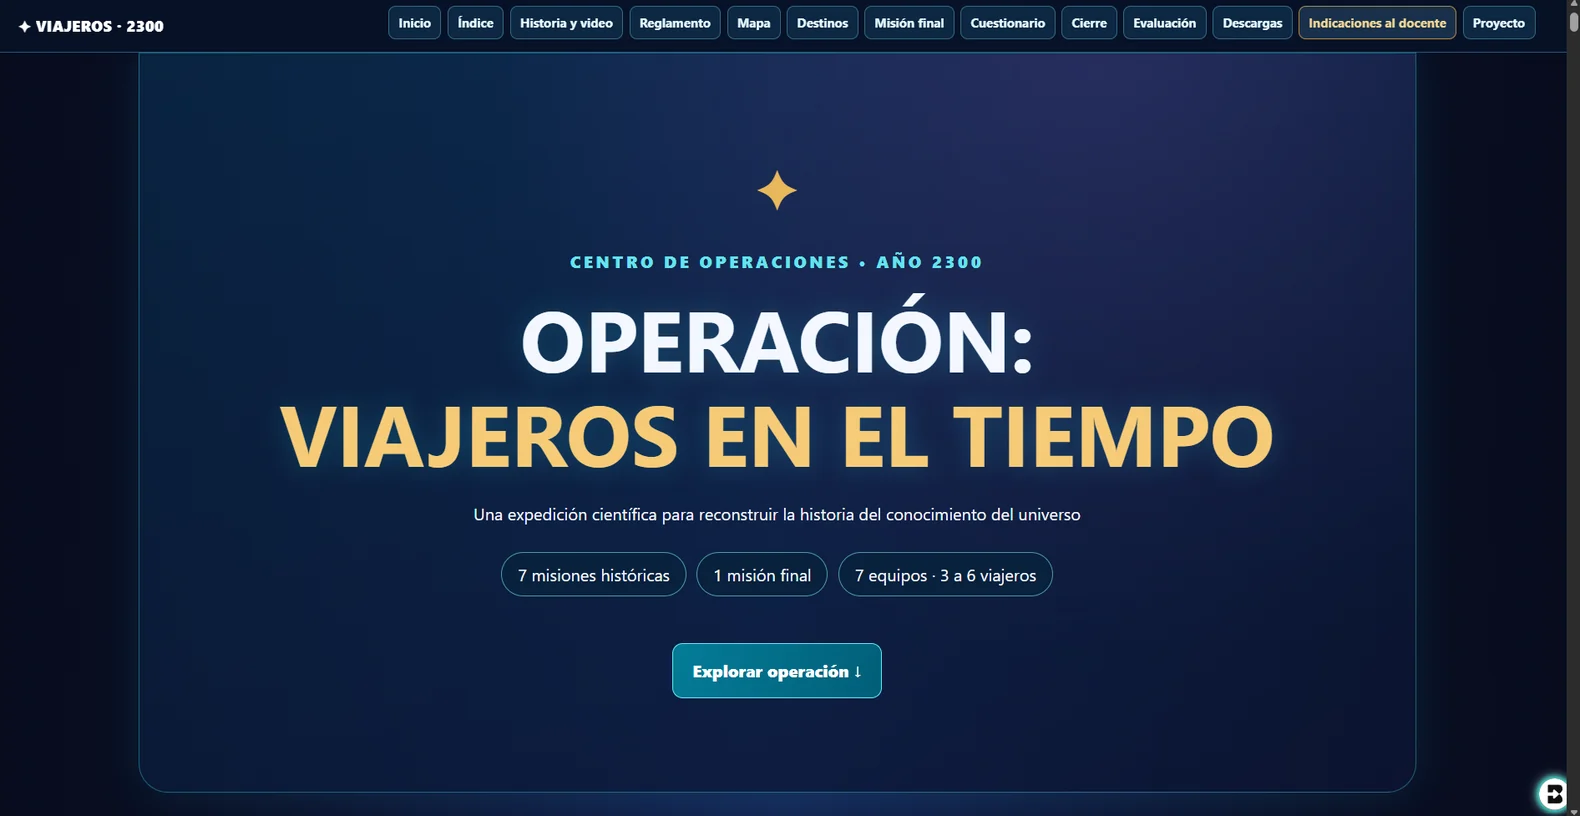 ✦ VIAJEROS · 2300
Inicio
Índice
Historia y video
Reglamento
Mapa
Destinos
Misión final
Cuestionario
Cierre
Evaluación
Descargas
Indicaciones al docente
Proyecto
CENTRO DE OPERACIONES • AÑO 2300
OPERACIÓN:
VIAJEROS EN EL TIEMPO
Una expedición científica para reconstruir la historia del conocimiento del universo
7 misiones históricas
1 misión final
7 equipos · 3 a 6 viajeros
Explorar operación ↓